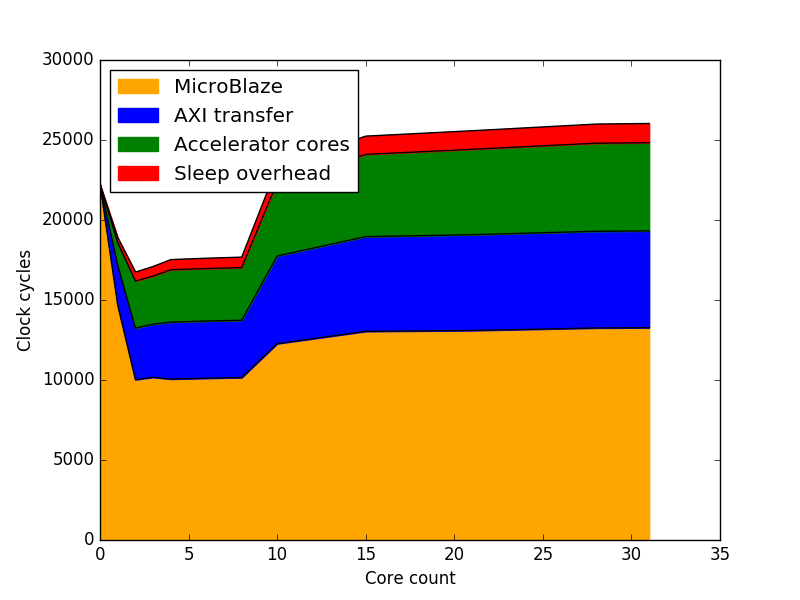 30000
25000
20000
15000
10000
5000
0
Clock cycles
MicroBlaze
AXI transfer
Accelerator cores
Sleep overhead
0 5 10 15 20 25 30 35
Core count